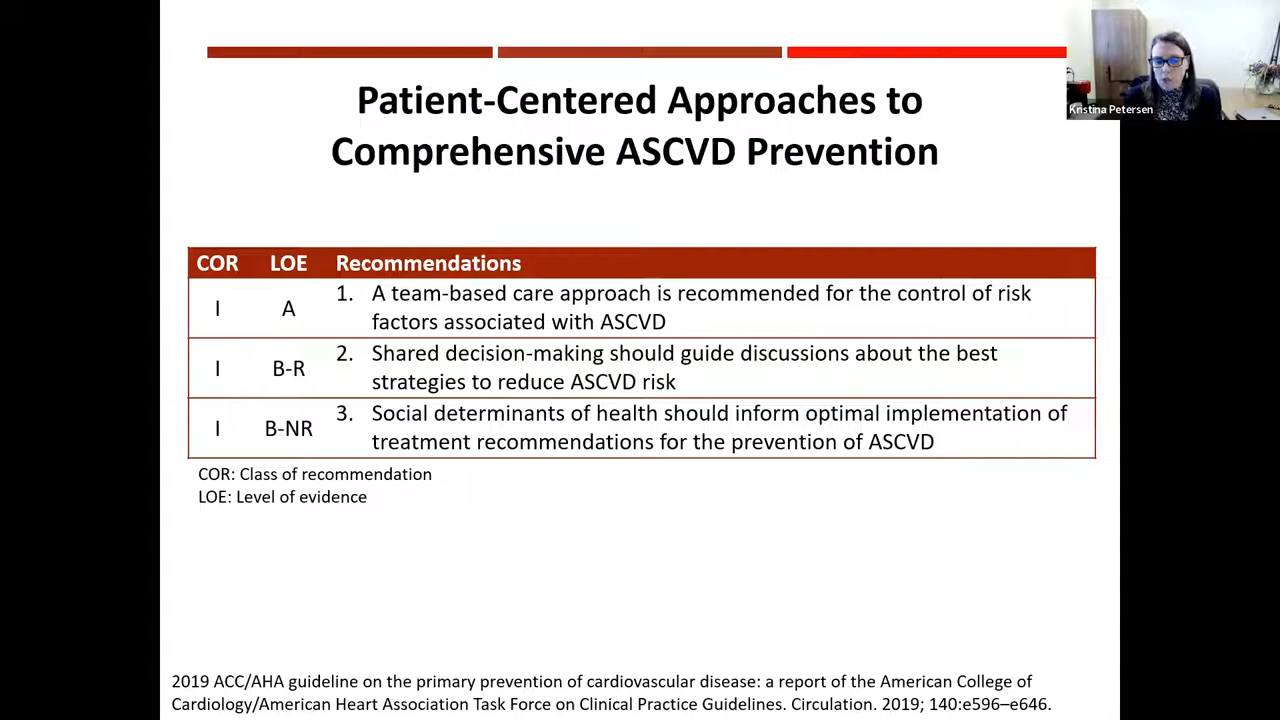 Patient-Centered Approaches to
Comprehensive ASCVD Prevention
Kristina Petersen
COR LOE Recommendations
I A 1. A team-based care approach is recommended for the control of risk
factors associated with ASCVD
I B-R 2. Shared decision-making should guide discussions about the best
strategies to reduce ASCVD risk
I B-NR 3. Social determinants of health should inform optimal implementation of
treatment recommendations for the prevention of ASCVD
COR: Class of recommendation
LOE: Level of evidence
2019 ACC/AHA guideline on the primary prevention of cardiovascular disease: a report of the American College of
Cardiology/American Heart Association Task Force on Clinical Practice Guidelines. Circulation. 2019; 140:e596–e646.